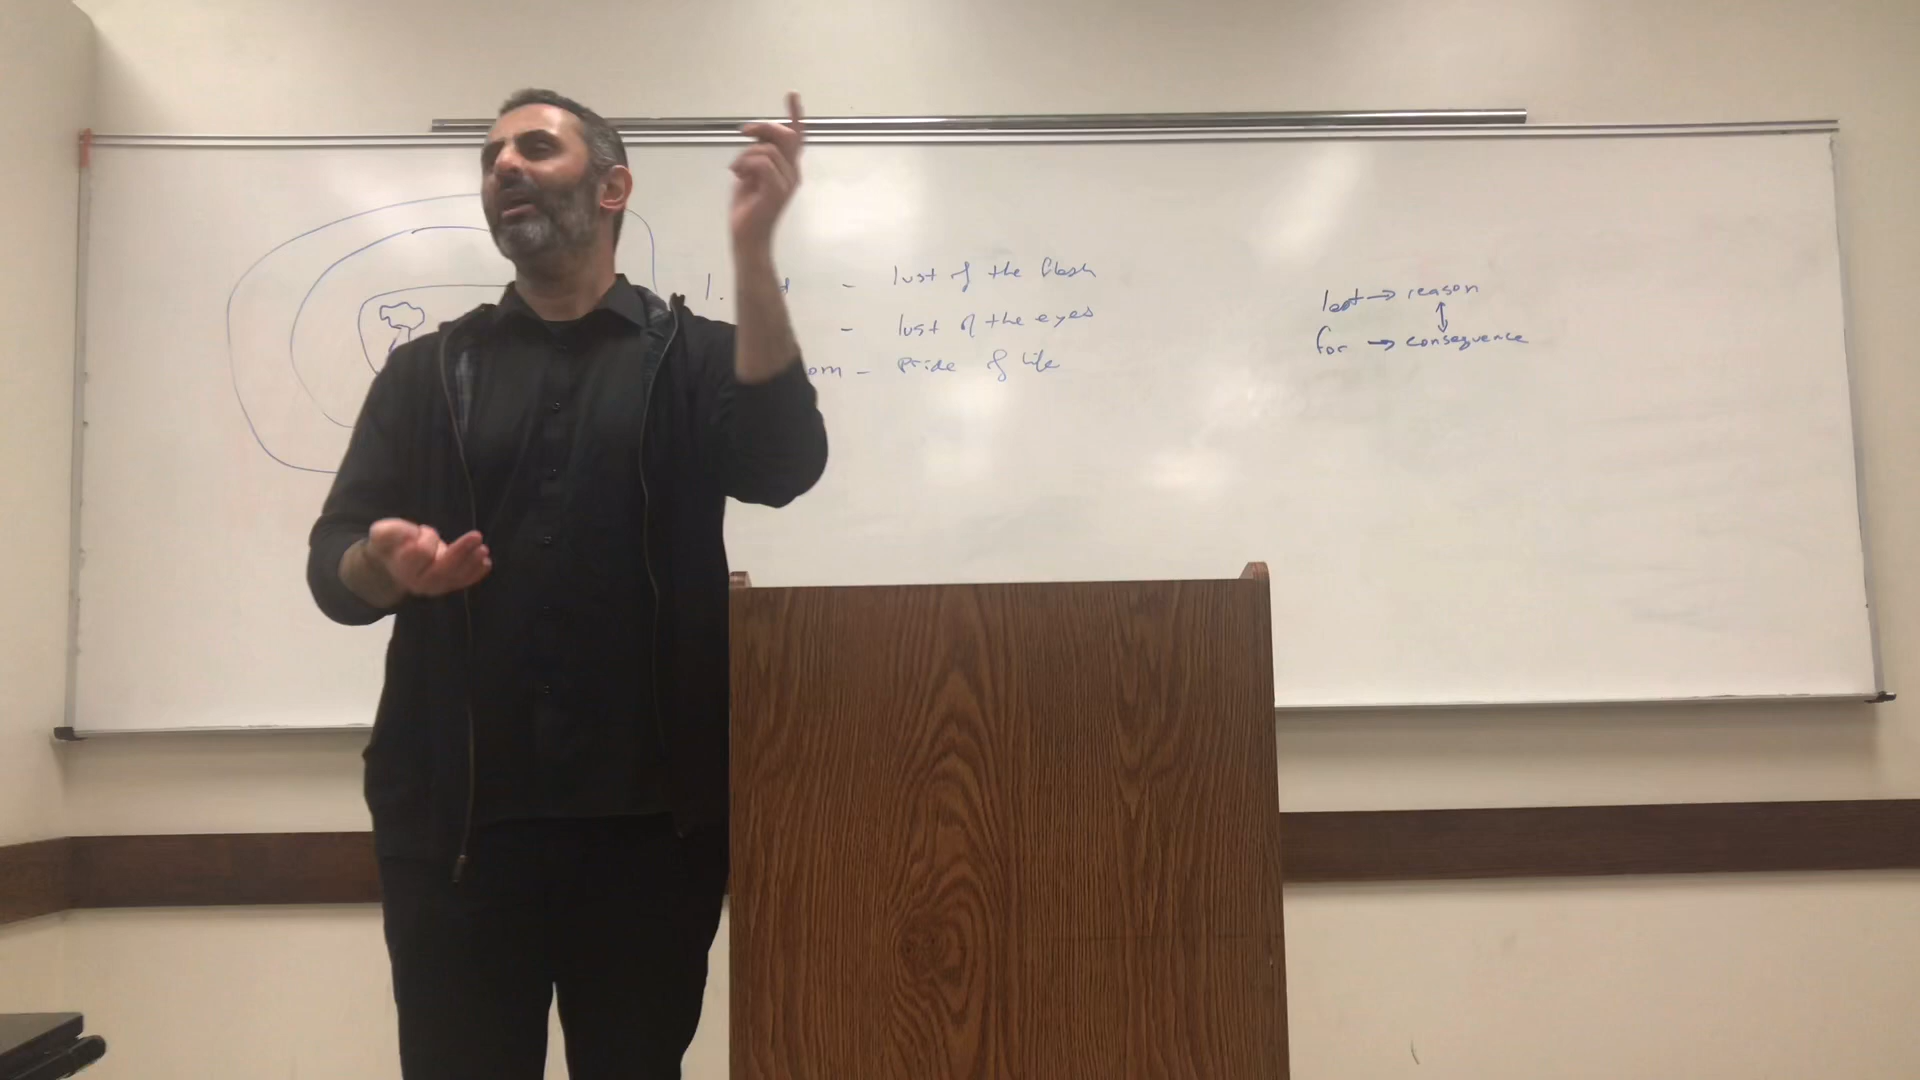 1. - lust of the flesh
- lust of the eyes
- Pride of life
lest → reason
for → consequence